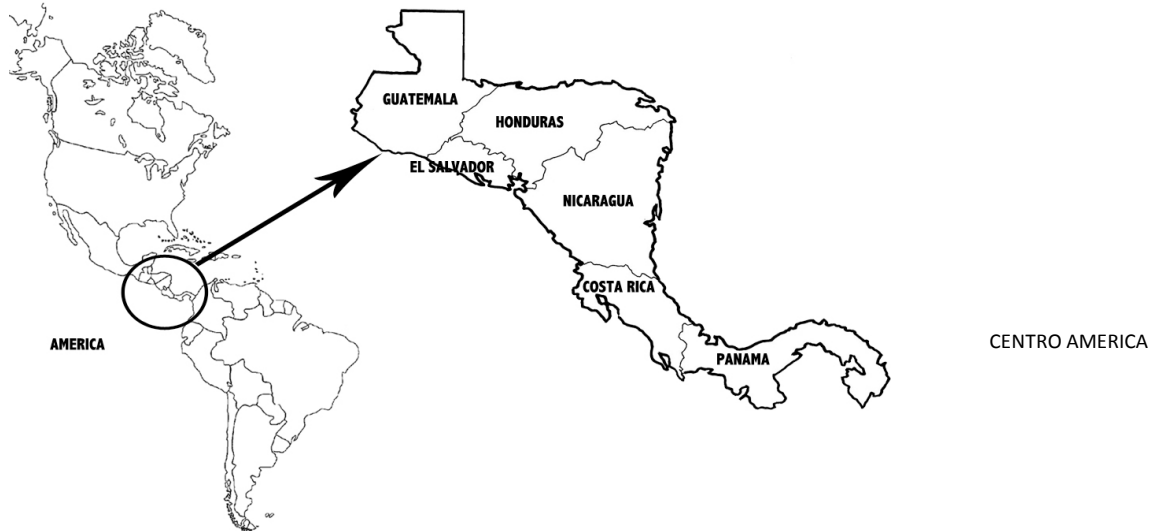 GUATEMALA
HONDURAS
EL SALVADOR
NICARAGUA
COSTA RICA
AMERICA
PANAMA
CENTRO AMERICA